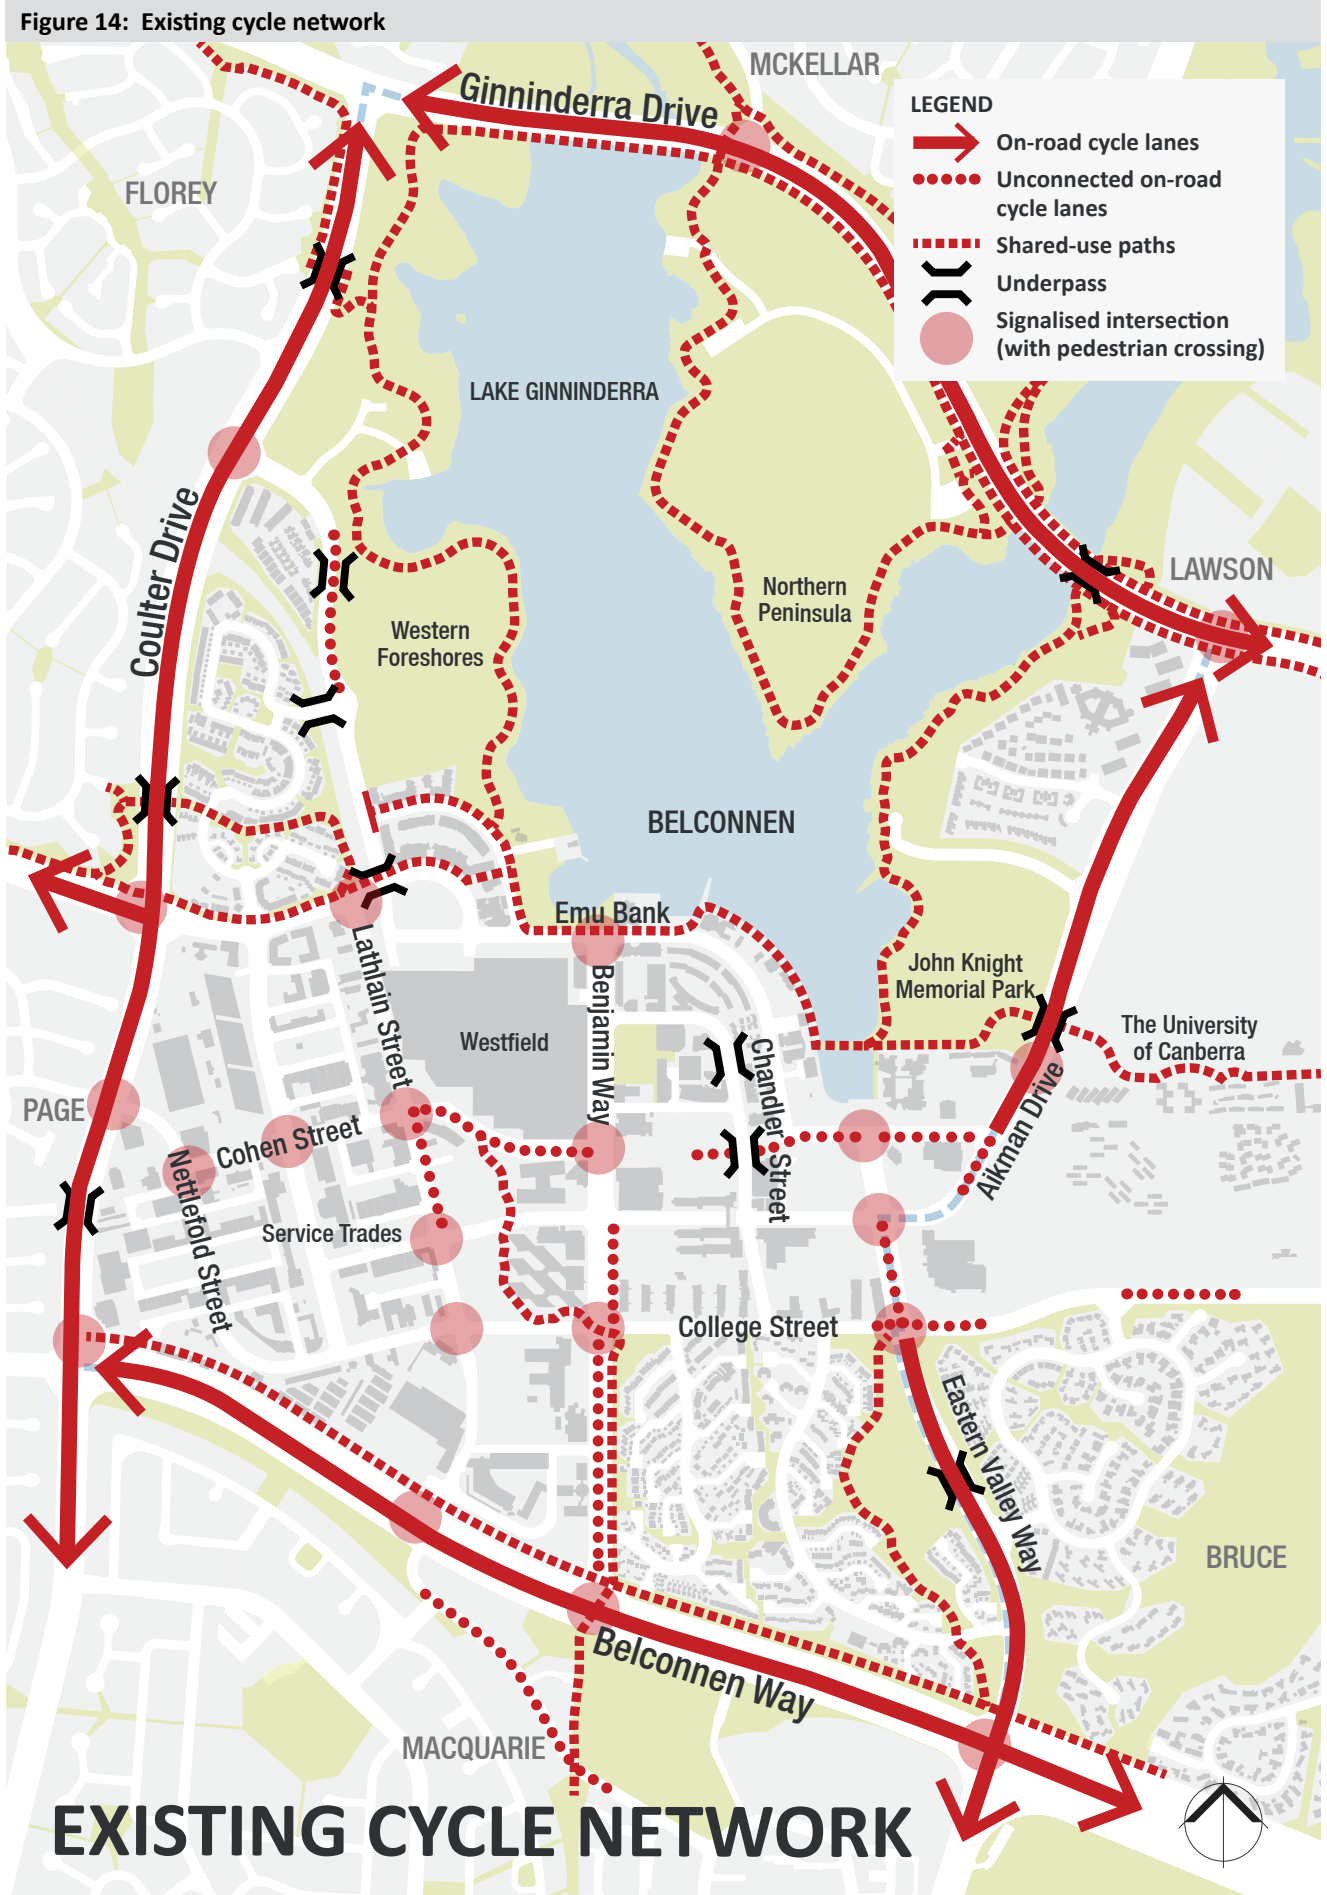 Figure 14: Existing cycle network
MCKELLAR
Ginninderra Drive
LEGEND
On-road cycle lanes
Unconnected on-road
cycle lanes
Shared-use paths
Underpass
Signalised intersection
(with pedestrian crossing)
FLOREY
LAKE GINNINDERRA
Coulter Drive
LAWSON
Northern
Peninsula
Western
Foreshores
BELCONNEN
Emu Bank
Lathlain Street
Benjamin Way
John Knight
Memorial Park
The University
of Canberra
Westfield
Chandler Street
Aikman Drive
PAGE
Cohen Street
Nettlefold Street
Service Trades
College Street
Eastern Valley Way
BRUCE
Belconnen Way
MACQUARIE
EXISTING CYCLE NETWORK